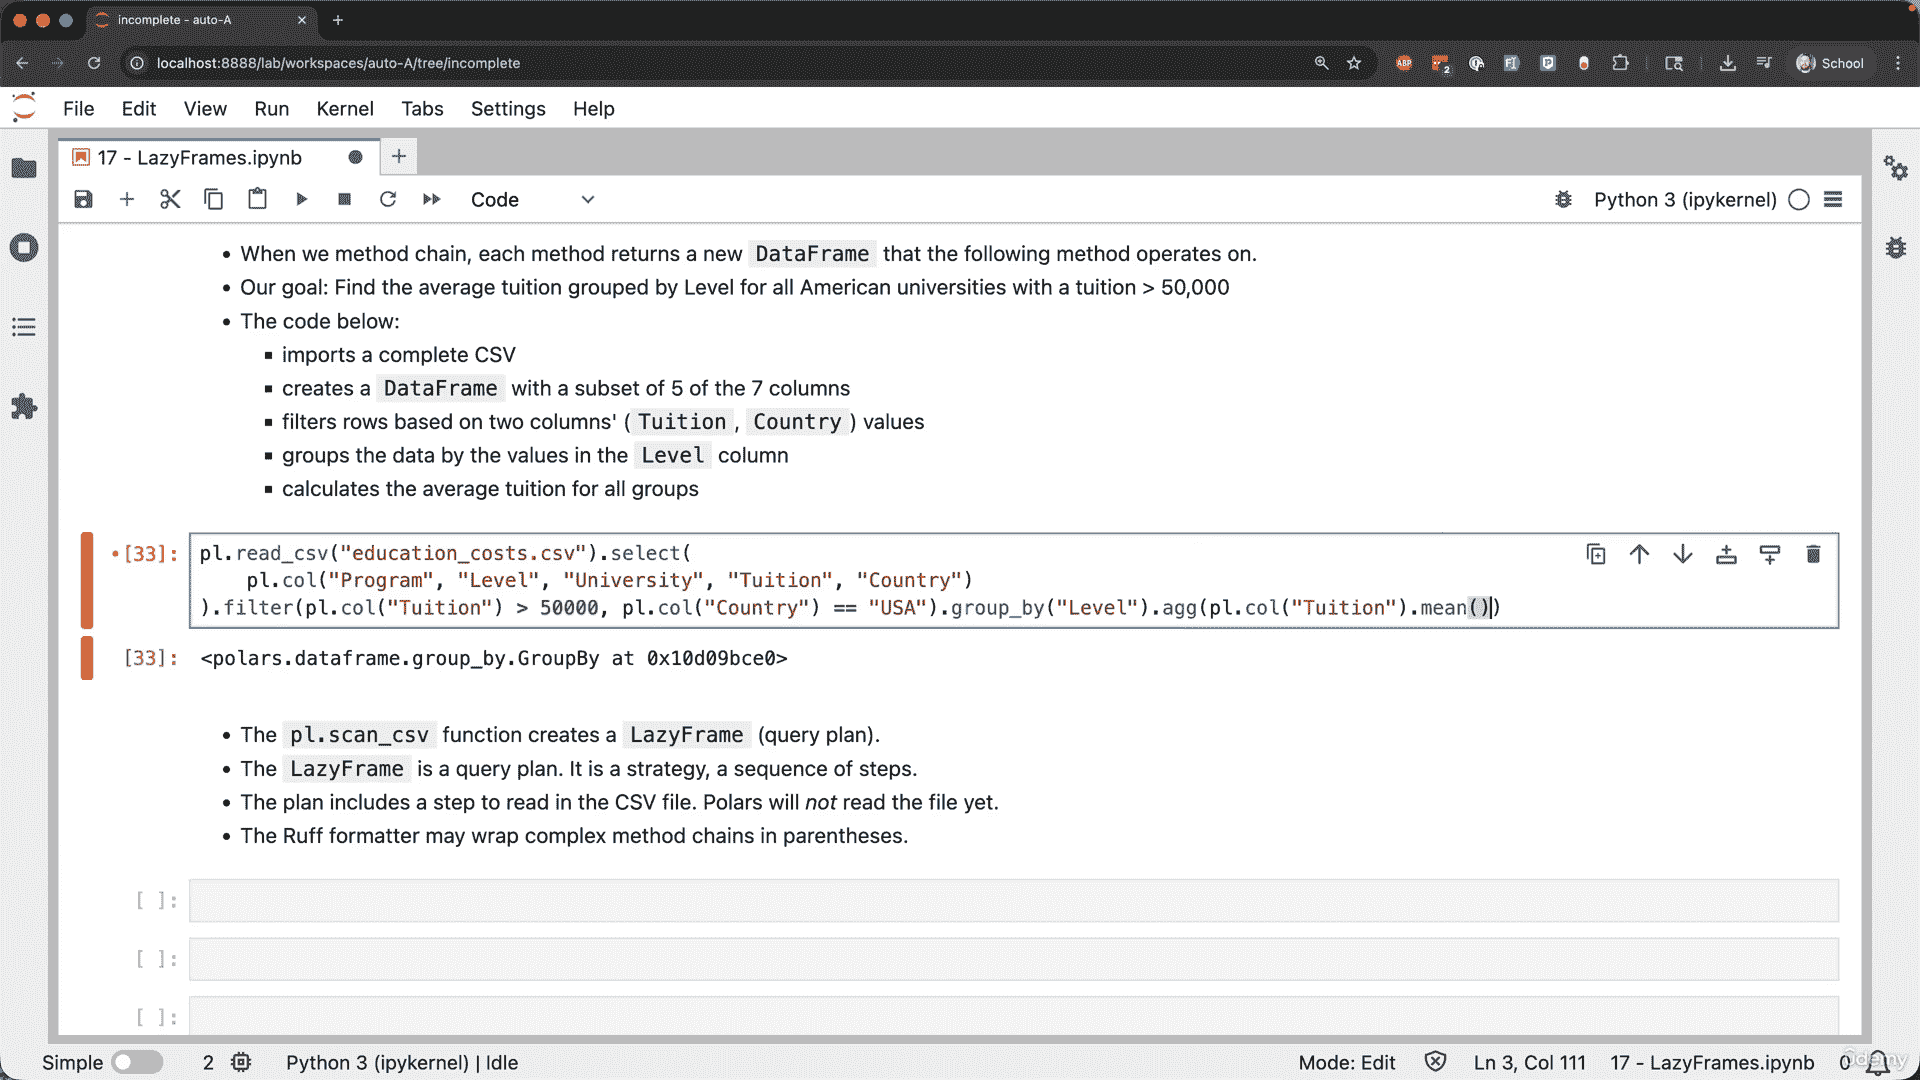 incomplete - auto-A
localhost:8888/lab/workspaces/auto-A/tree/incomplete
ABP
2
School
File Edit View Run Kernel Tabs Settings Help
17 - LazyFrames.ipynb
Code
Python 3 (ipykernel)
• When we method chain, each method returns a new DataFrame that the following method operates on.
• Our goal: Find the average tuition grouped by Level for all American universities with a tuition > 50,000
• The code below:
▪ imports a complete CSV
▪ creates a DataFrame with a subset of 5 of the 7 columns
▪ filters rows based on two columns' ( Tuition , Country ) values
▪ groups the data by the values in the Level column
▪ calculates the average tuition for all groups
•[33]: pl.read_csv("education_costs.csv").select(
pl.col("Program", "Level", "University", "Tuition", "Country")
).filter(pl.col("Tuition") > 50000, pl.col("Country") == "USA").group_by("Level").agg(pl.col("Tuition").mean())
[33]: <polars.dataframe.group_by.GroupBy at 0x10d09bce0>
• The pl.scan_csv function creates a LazyFrame (query plan).
• The LazyFrame is a query plan. It is a strategy, a sequence of steps.
• The plan includes a step to read in the CSV file. Polars will not read the file yet.
• The Ruff formatter may wrap complex method chains in parentheses.
[ ]:
[ ]:
[ ]:
Simple 2 Python 3 (ipykernel) | Idle Mode: Edit Ln 3, Col 111 17 - LazyFrames.ipynb 0
ûdemy